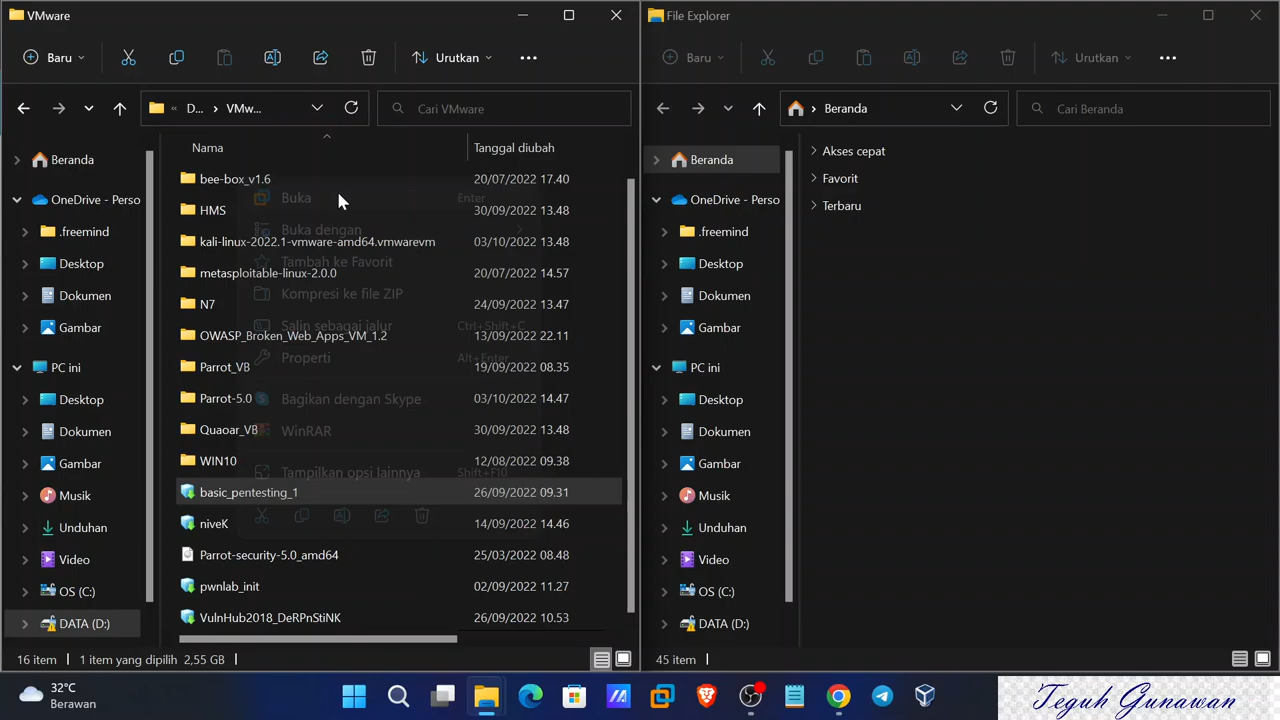 VMware
Baru
Urutkan
D...
VMw...
Cari VMware
Beranda
OneDrive - Perso
.freemind
Desktop
Dokumen
Gambar
PC ini
Desktop
Dokumen
Gambar
Musik
Unduhan
Video
OS (C:)
DATA (D:)
Nama
Tanggal diubah
bee-box_v1.6
20/07/2022 17.40
HMS
30/09/2022 13.48
kali-linux-2022.1-vmware-amd64.vmwarevm
03/10/2022 13.48
metasploitable-linux-2.0.0
20/07/2022 14.57
N7
24/09/2022 13.47
OWASP_Broken_Web_Apps_VM_1.2
13/09/2022 22.11
Parrot_VB
19/09/2022 08.35
Parrot-5.0
03/10/2022 14.47
Quaoar_VB
30/09/2022 13.48
WIN10
12/08/2022 09.38
basic_pentesting_1
26/09/2022 09.31
niveK
14/09/2022 14.46
Parrot-security-5.0_amd64
25/03/2022 08.48
pwnlab_init
02/09/2022 11.27
VulnHub2018_DeRPnStiNK
26/09/2022 10.53
Buka
Enter
Buka dengan
Tambah ke Favorit
Kompresi ke file ZIP
Salin sebagai jalur
Ctrl+Shift+C
Properti
Alt+Enter
Bagikan dengan Skype
WinRAR
Tampilkan opsi lainnya
Shift+F10
16 item
1 item yang dipilih 2,55 GB
File Explorer
Baru
Urutkan
Beranda
Cari Beranda
Beranda
OneDrive - Perso
.freemind
Desktop
Dokumen
Gambar
PC ini
Desktop
Dokumen
Gambar
Musik
Unduhan
Video
OS (C:)
DATA (D:)
Akses cepat
Favorit
Terbaru
45 item
32°C
Berawan
Teguh Gunawan